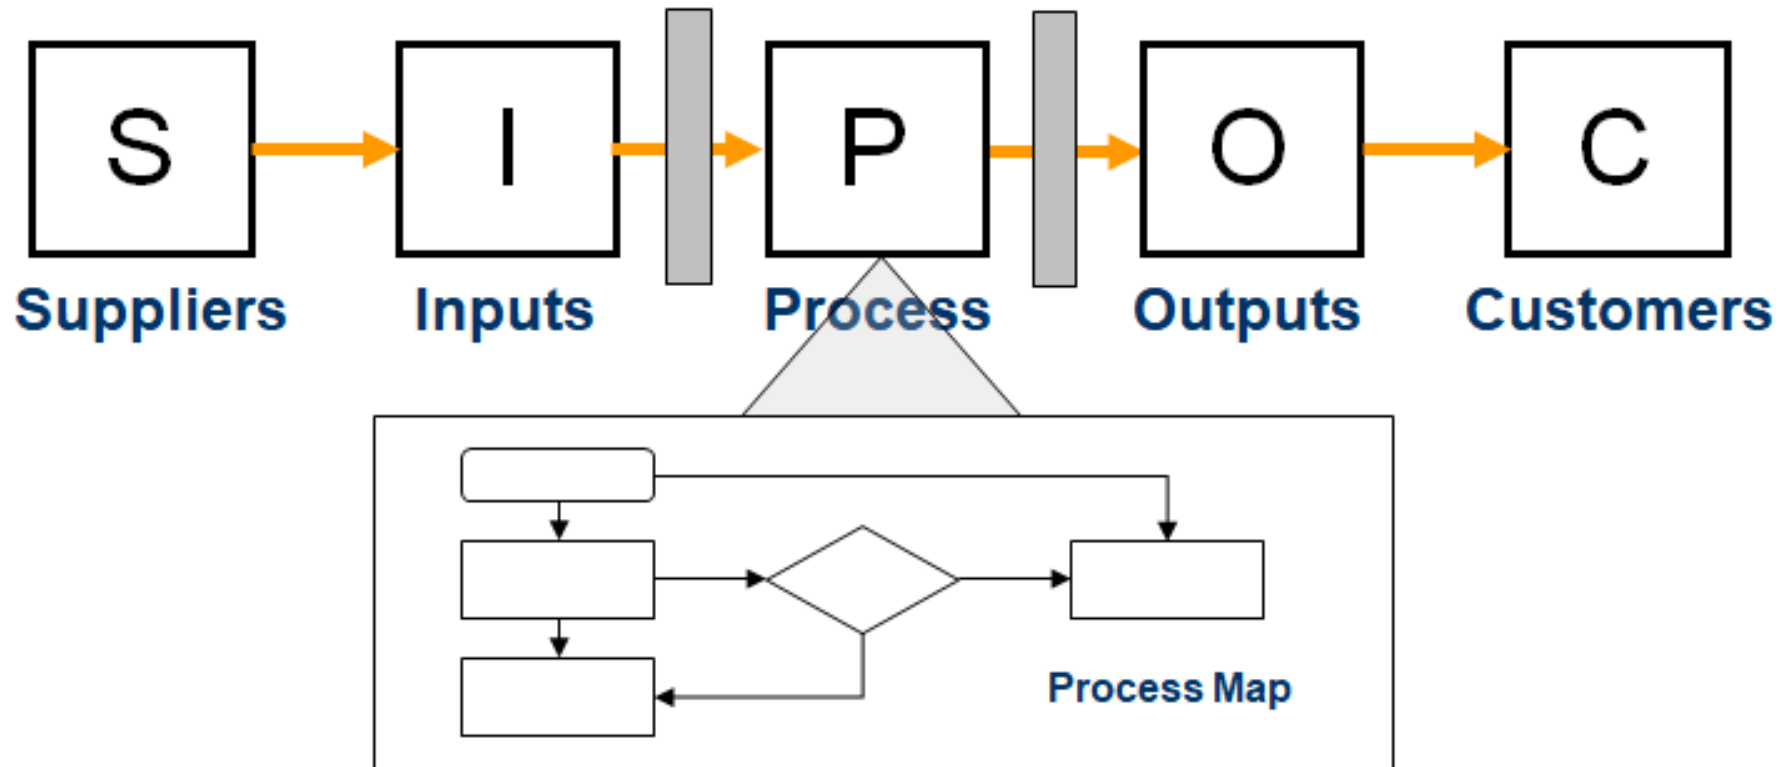 S I P O C
Suppliers Inputs Process Outputs Customers
Process Map